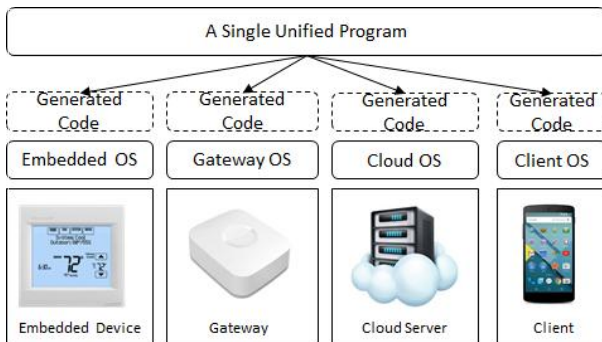 A Single Unified Program
Generated Code
Generated Code
Generated Code
Generated Code
Embedded OS
Gateway OS
Cloud OS
Client OS
72
Embedded Device
Gateway
Cloud Server
Client